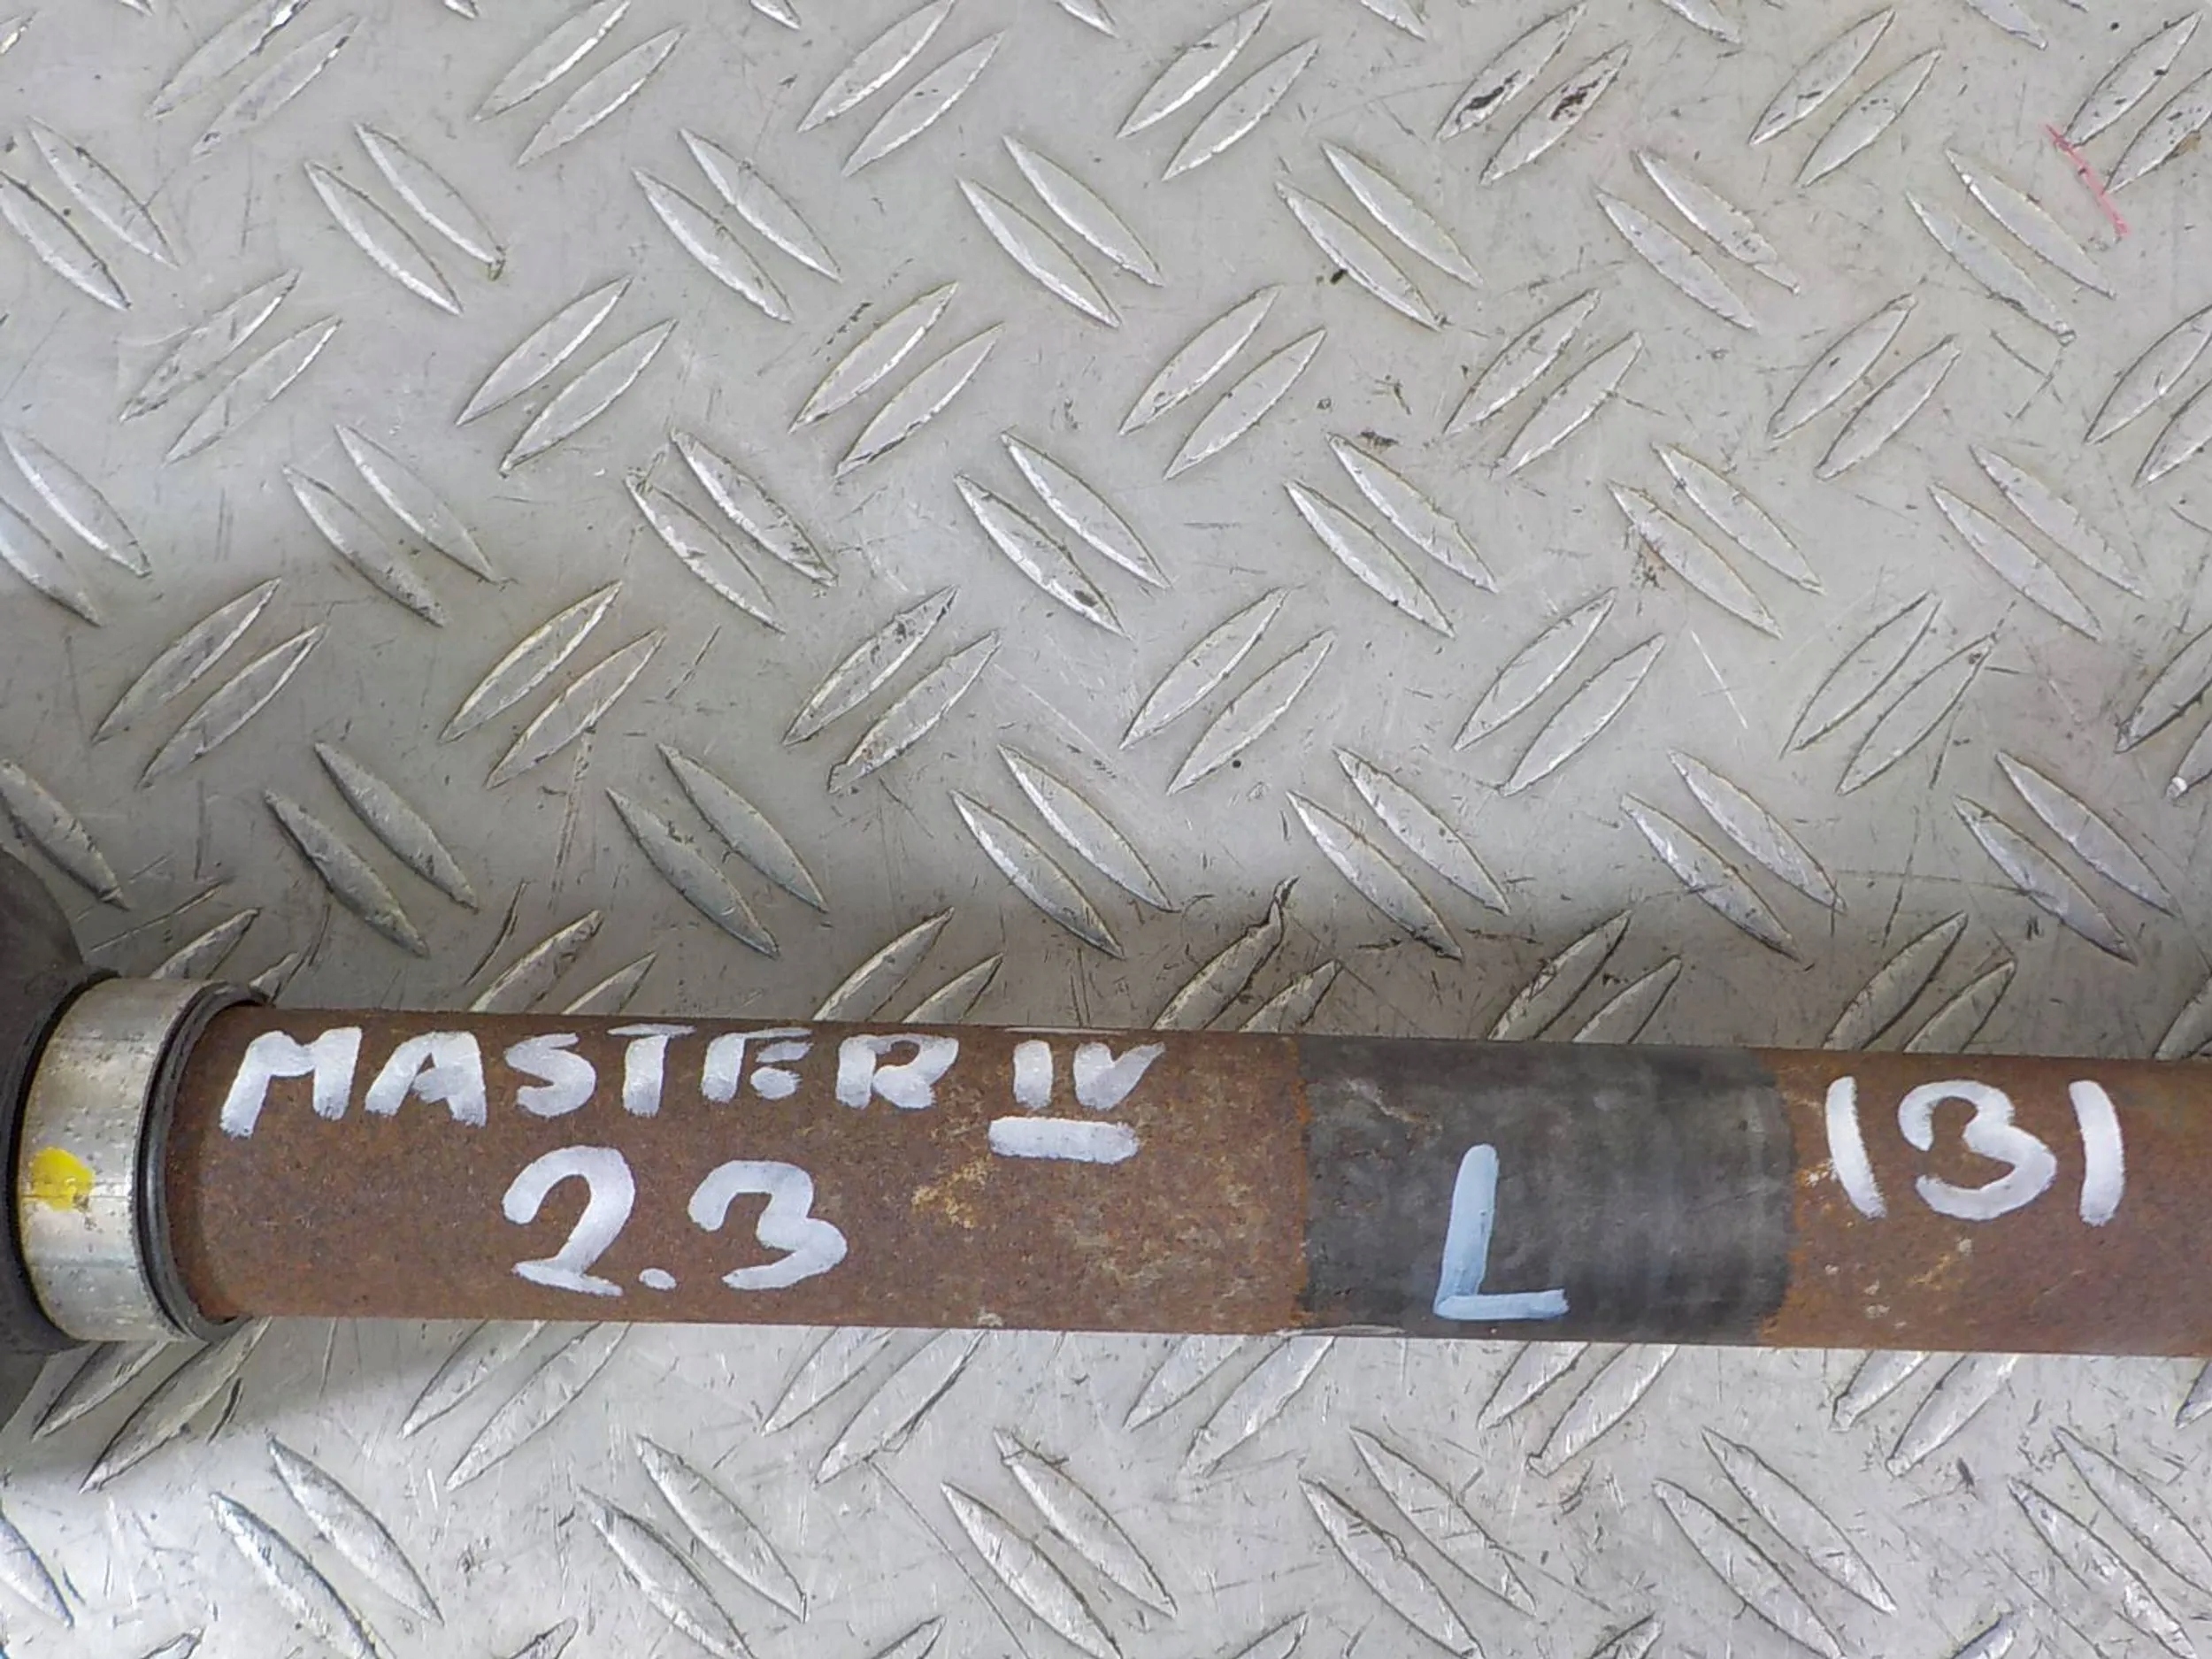 MASTER IV
2.3
L
(3)